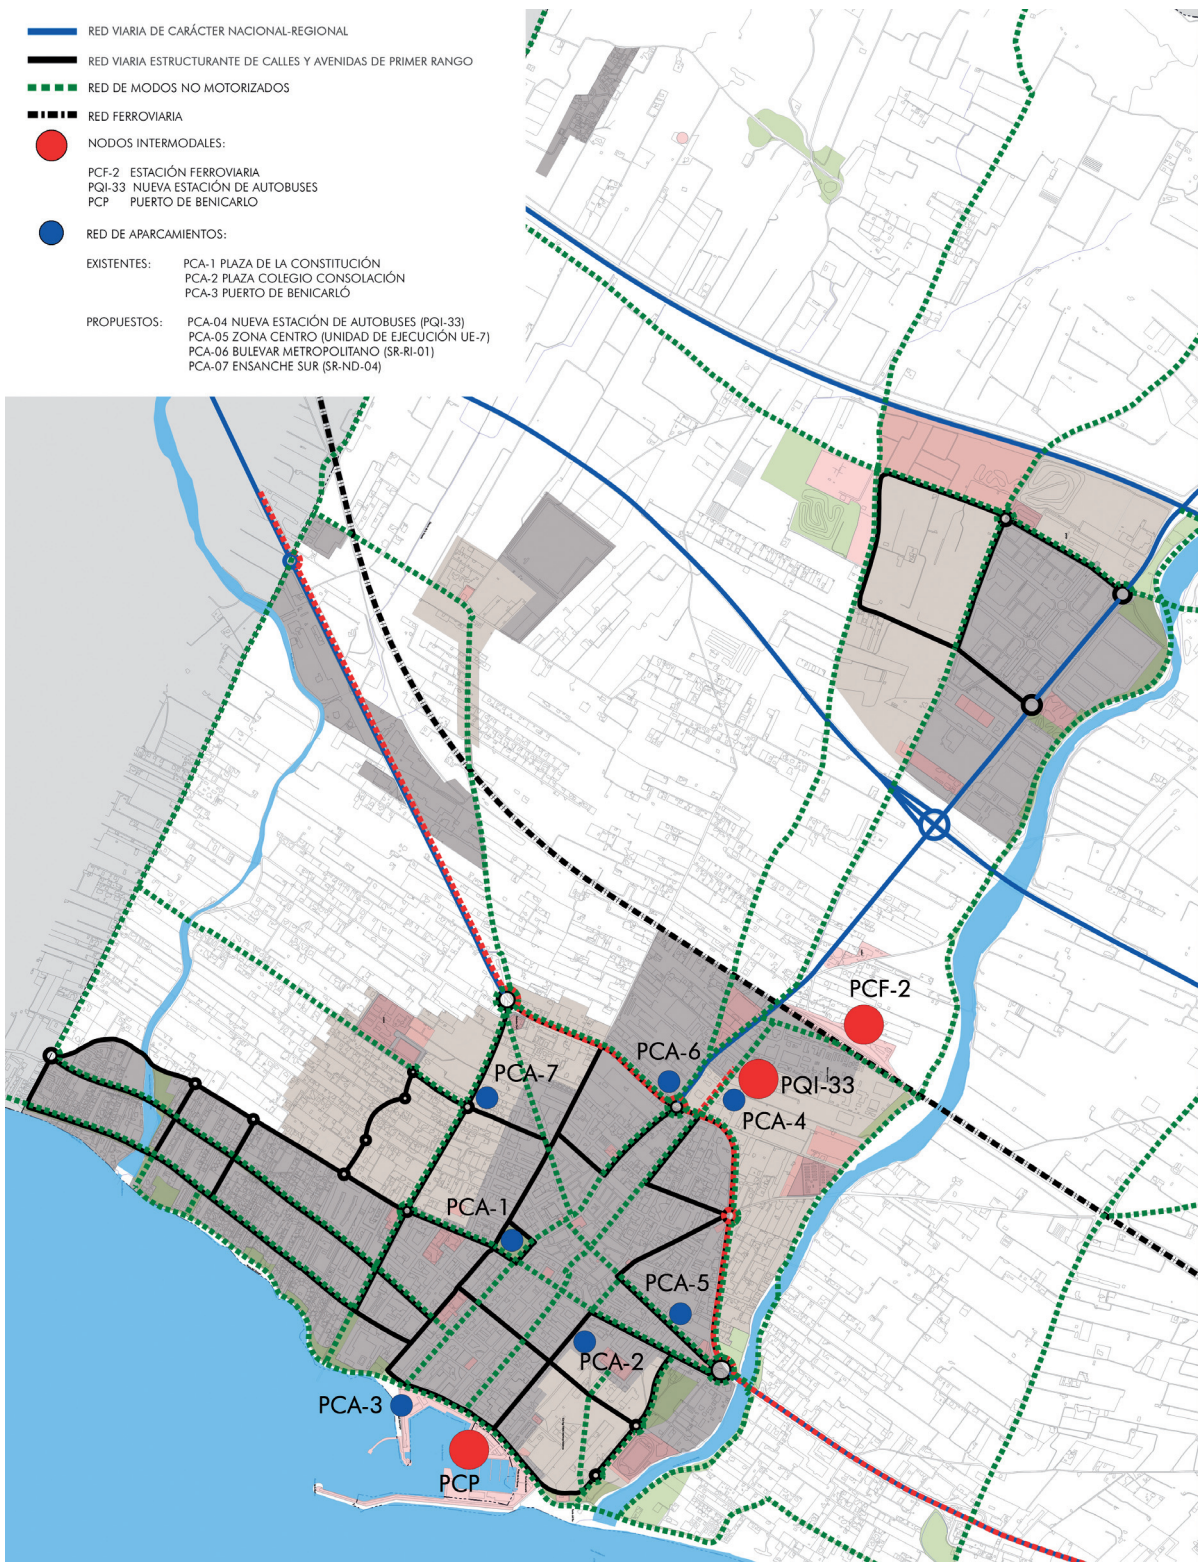 RED VIARIA DE CARÁCTER NACIONAL-REGIONAL
RED VIARIA ESTRUCTURANTE DE CALLES Y AVENIDAS DE PRIMER RANGO
RED DE MODOS NO MOTORIZADOS
RED FERROVIARIA
NODOS INTERMODALES:
PCF-2 ESTACIÓN FERROVIARIA
PQI-33 NUEVA ESTACIÓN DE AUTOBUSES
PCP PUERTO DE BENICARLO
RED DE APARCAMIENTOS:
EXISTENTES: PCA-1 PLAZA DE LA CONSTITUCIÓN
PCA-2 PLAZA COLEGIO CONSOLACIÓN
PCA-3 PUERTO DE BENICARLÓ
PROPUESTOS: PCA-04 NUEVA ESTACIÓN DE AUTOBUSES (PQI-33)
PCA-05 ZONA CENTRO (UNIDAD DE EJECUCIÓN UE-7)
PCA-06 BULEVAR METROPOLITANO (SR-RI-01)
PCA-07 ENSANCHE SUR (SR-ND-04)
PCF-2
PCA-6
PQI-33
PCA-7
PCA-4
PCA-1
PCA-5
PCA-2
PCA-3
PCP